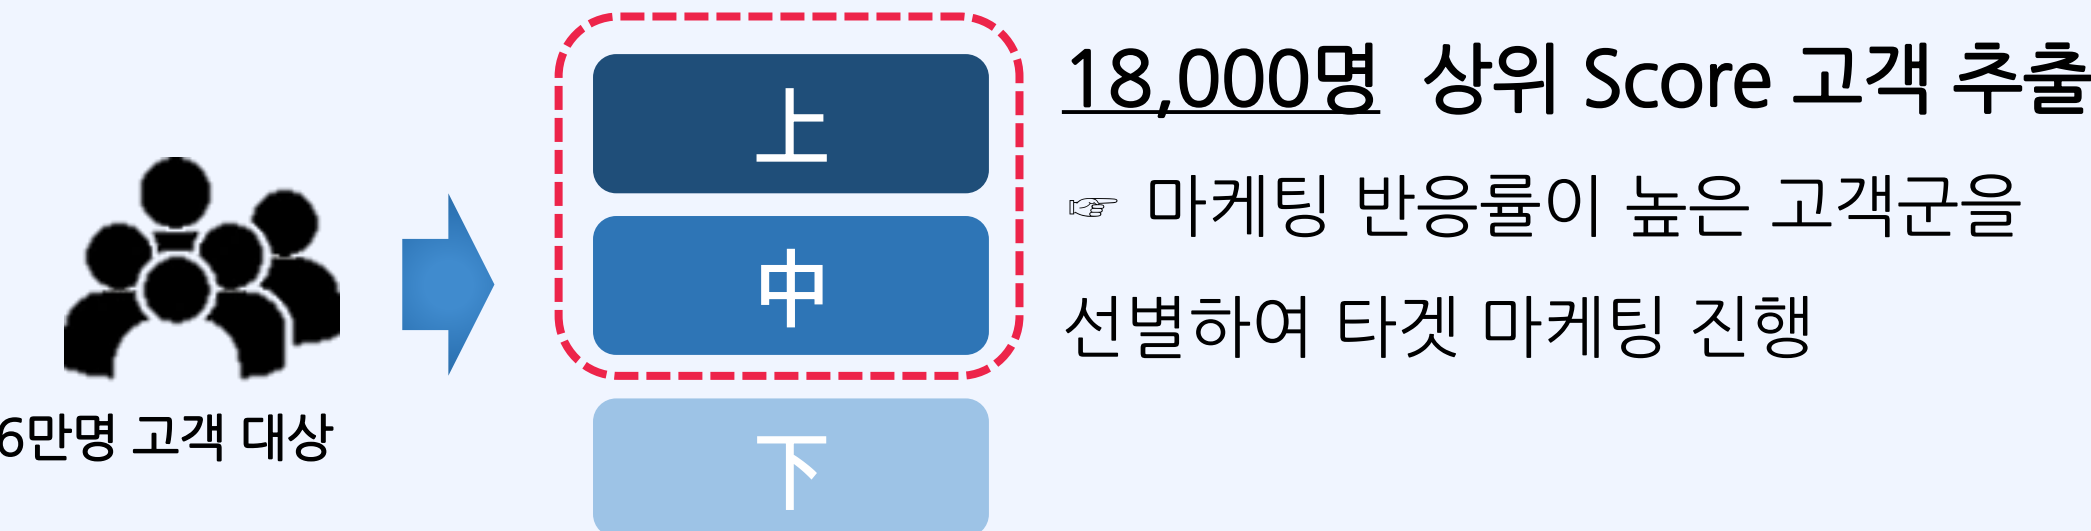 6만명 고객 대상
上
中
下
18,000명 상위 Score 고객 추출
☞ 마케팅 반응률이 높은 고객군을
선별하여 타겟 마케팅 진행